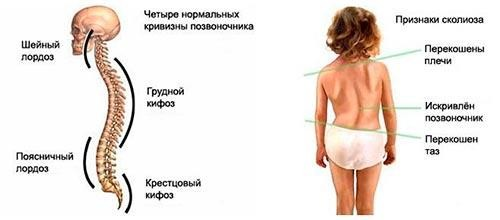 Четыре нормальных
кривизны позвоночника
Шейный
лордоз
Грудной
кифоз
Поясничный
лордоз
Крестцовый
кифоз
Признаки сколиоза
Перекошены
плечи
Искривлён
позвоночник
Перекошен
таз